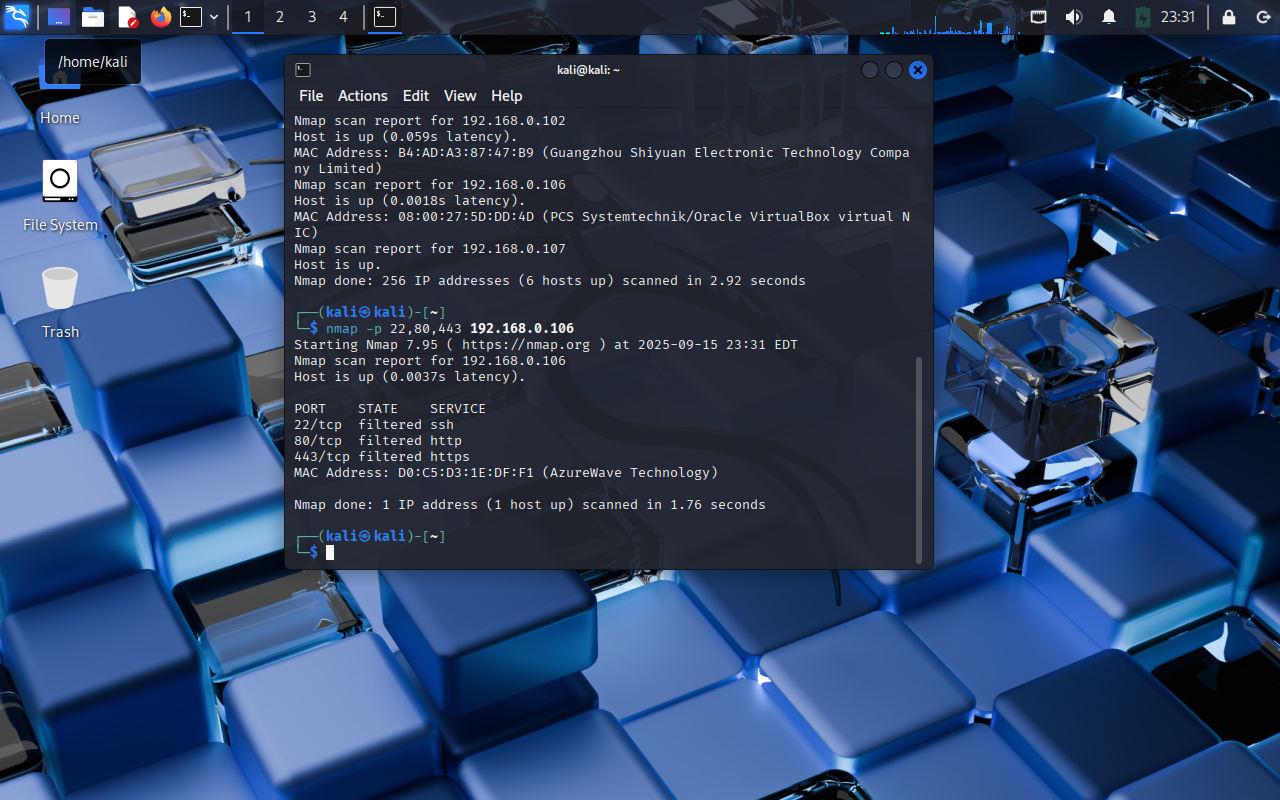 1 2 3 4
23:31
/home/kali
Home
File System
Trash
kali@kali: ~
File Actions Edit View Help
Nmap scan report for 192.168.0.102
Host is up (0.059s latency).
MAC Address: B4:AD:A3:87:47:B9 (Guangzhou Shiyuan Electronic Technology Compa
ny Limited)
Nmap scan report for 192.168.0.106
Host is up (0.0018s latency).
MAC Address: 08:00:27:5D:DD:4D (PCS Systemtechnik/Oracle VirtualBox virtual N
IC)
Nmap scan report for 192.168.0.107
Host is up.
Nmap done: 256 IP addresses (6 hosts up) scanned in 2.92 seconds
┌──(kali㉿kali)-[~]
└─$ nmap -p 22,80,443 192.168.0.106
Starting Nmap 7.95 ( https://nmap.org ) at 2025-09-15 23:31 EDT
Nmap scan report for 192.168.0.106
Host is up (0.0037s latency).
PORT    STATE    SERVICE
22/tcp  filtered ssh
80/tcp  filtered http
443/tcp filtered https
MAC Address: D0:C5:D3:1E:DF:F1 (AzureWave Technology)
Nmap done: 1 IP address (1 host up) scanned in 1.76 seconds
┌──(kali㉿kali)-[~]
└─$